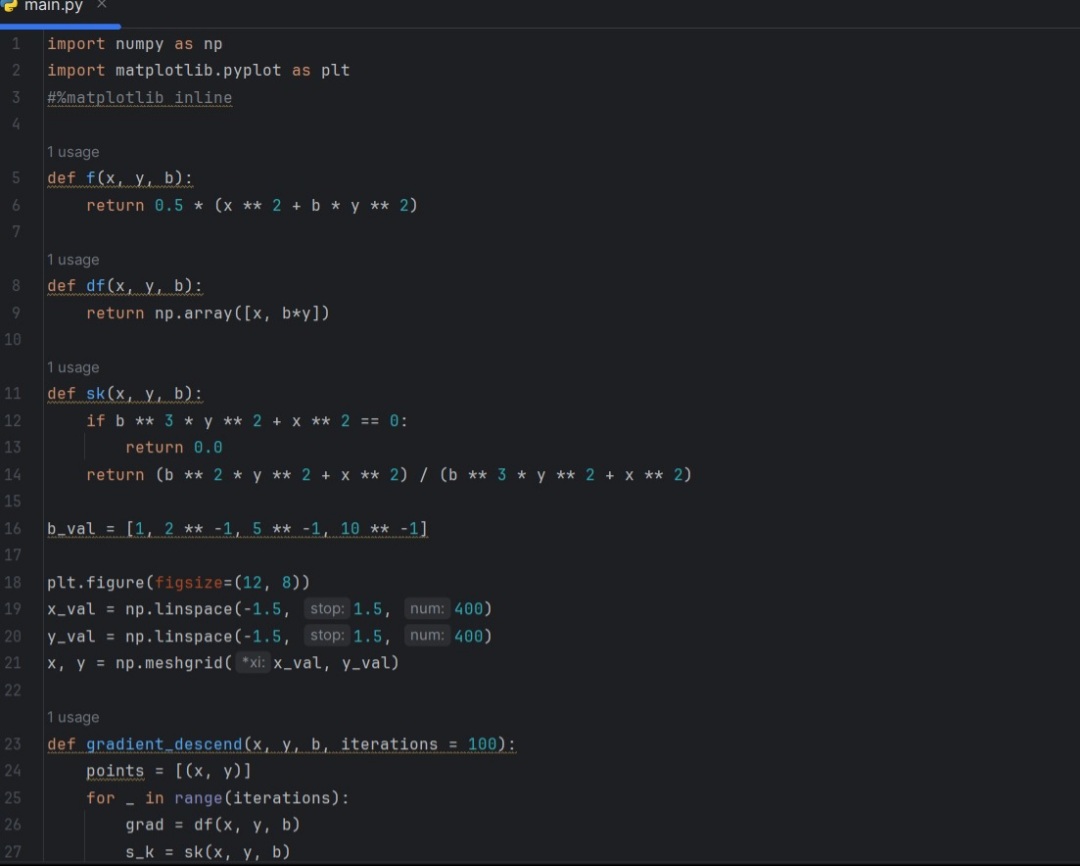 main.py ×
1 import numpy as np
2 import matplotlib.pyplot as plt
3 #%matplotlib inline
4
1 usage
5 def f(x, y, b):
6     return 0.5 * (x ** 2 + b * y ** 2)
7
1 usage
8 def df(x, y, b):
9     return np.array([x, b*y])
10
1 usage
11 def sk(x, y, b):
12     if b ** 3 * y ** 2 + x ** 2 == 0:
13         return 0.0
14     return (b ** 2 * y ** 2 + x ** 2) / (b ** 3 * y ** 2 + x ** 2)
15
16 b_val = [1, 2 ** -1, 5 ** -1, 10 ** -1]
17
18 plt.figure(figsize=(12, 8))
19 x_val = np.linspace(-1.5, stop: 1.5, num: 400)
20 y_val = np.linspace(-1.5, stop: 1.5, num: 400)
21 x, y = np.meshgrid( *xi: x_val, y_val)
22
1 usage
23 def gradient_descend(x, y, b, iterations = 100):
24     points = [(x, y)]
25     for _ in range(iterations):
26         grad = df(x, y, b)
27         s_k = sk(x, y, b)